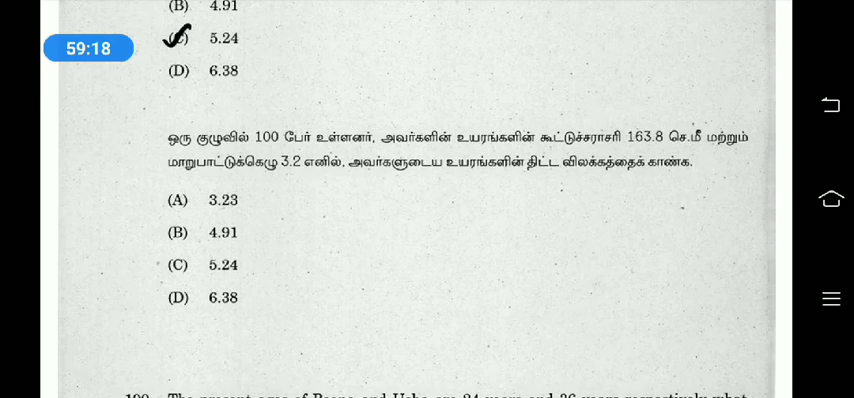 (B) 4.91
59:18
(C) 5.24
(D) 6.38
ஒரு குழுவில் 100 பேர் உள்ளனர், அவர்களின் உயரங்களின் கூட்டுச்சராசரி 163.8 செ.மீ மற்றும்
மாறுபாட்டுக்கெழு 3.2 எனில், அவர்களுடைய உயரங்களின் திட்ட விலக்கத்தைக் காண்க.
(A) 3.23
(B) 4.91
(C) 5.24
(D) 6.38